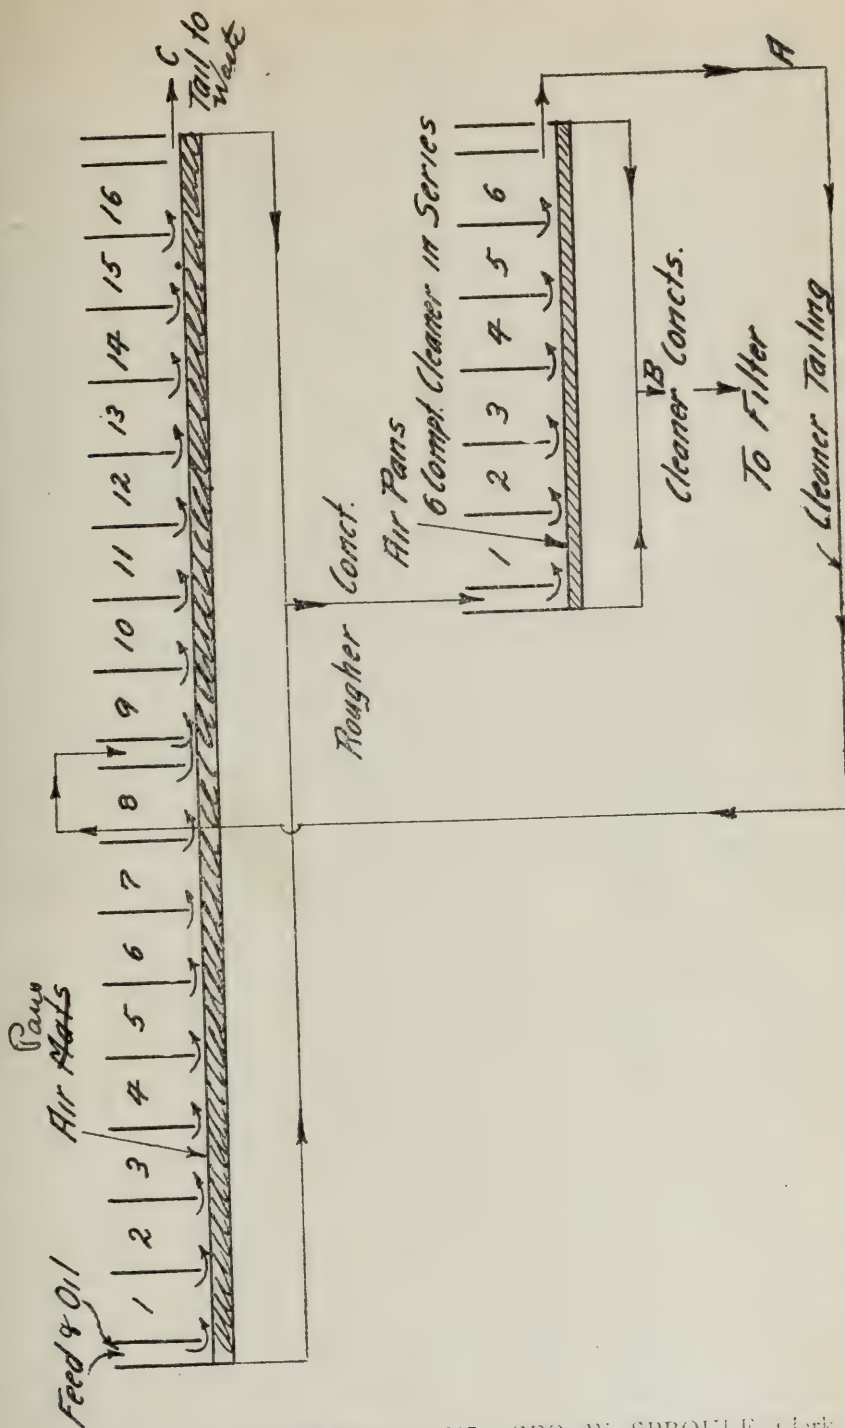 Feed & Oil
Pans
Air Mats
1 2 3 4 5 6 7 8 9 10 11 12 13 14 15 16
C
Tail to
Waste
Rougher Conct.
Air Pans
6 Compt. Cleaner in Series
1 2 3 4 5 6
B
Cleaner Concts.
To Filter
A
Cleaner Tailing
SPROULE